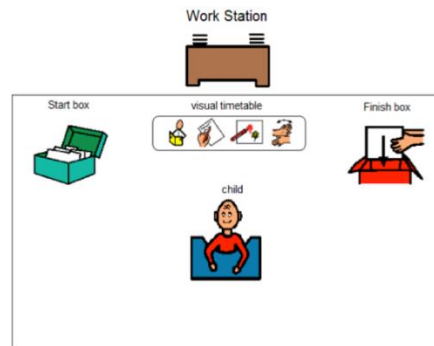 Work Station
Start box
visual timetable
Finish box
child